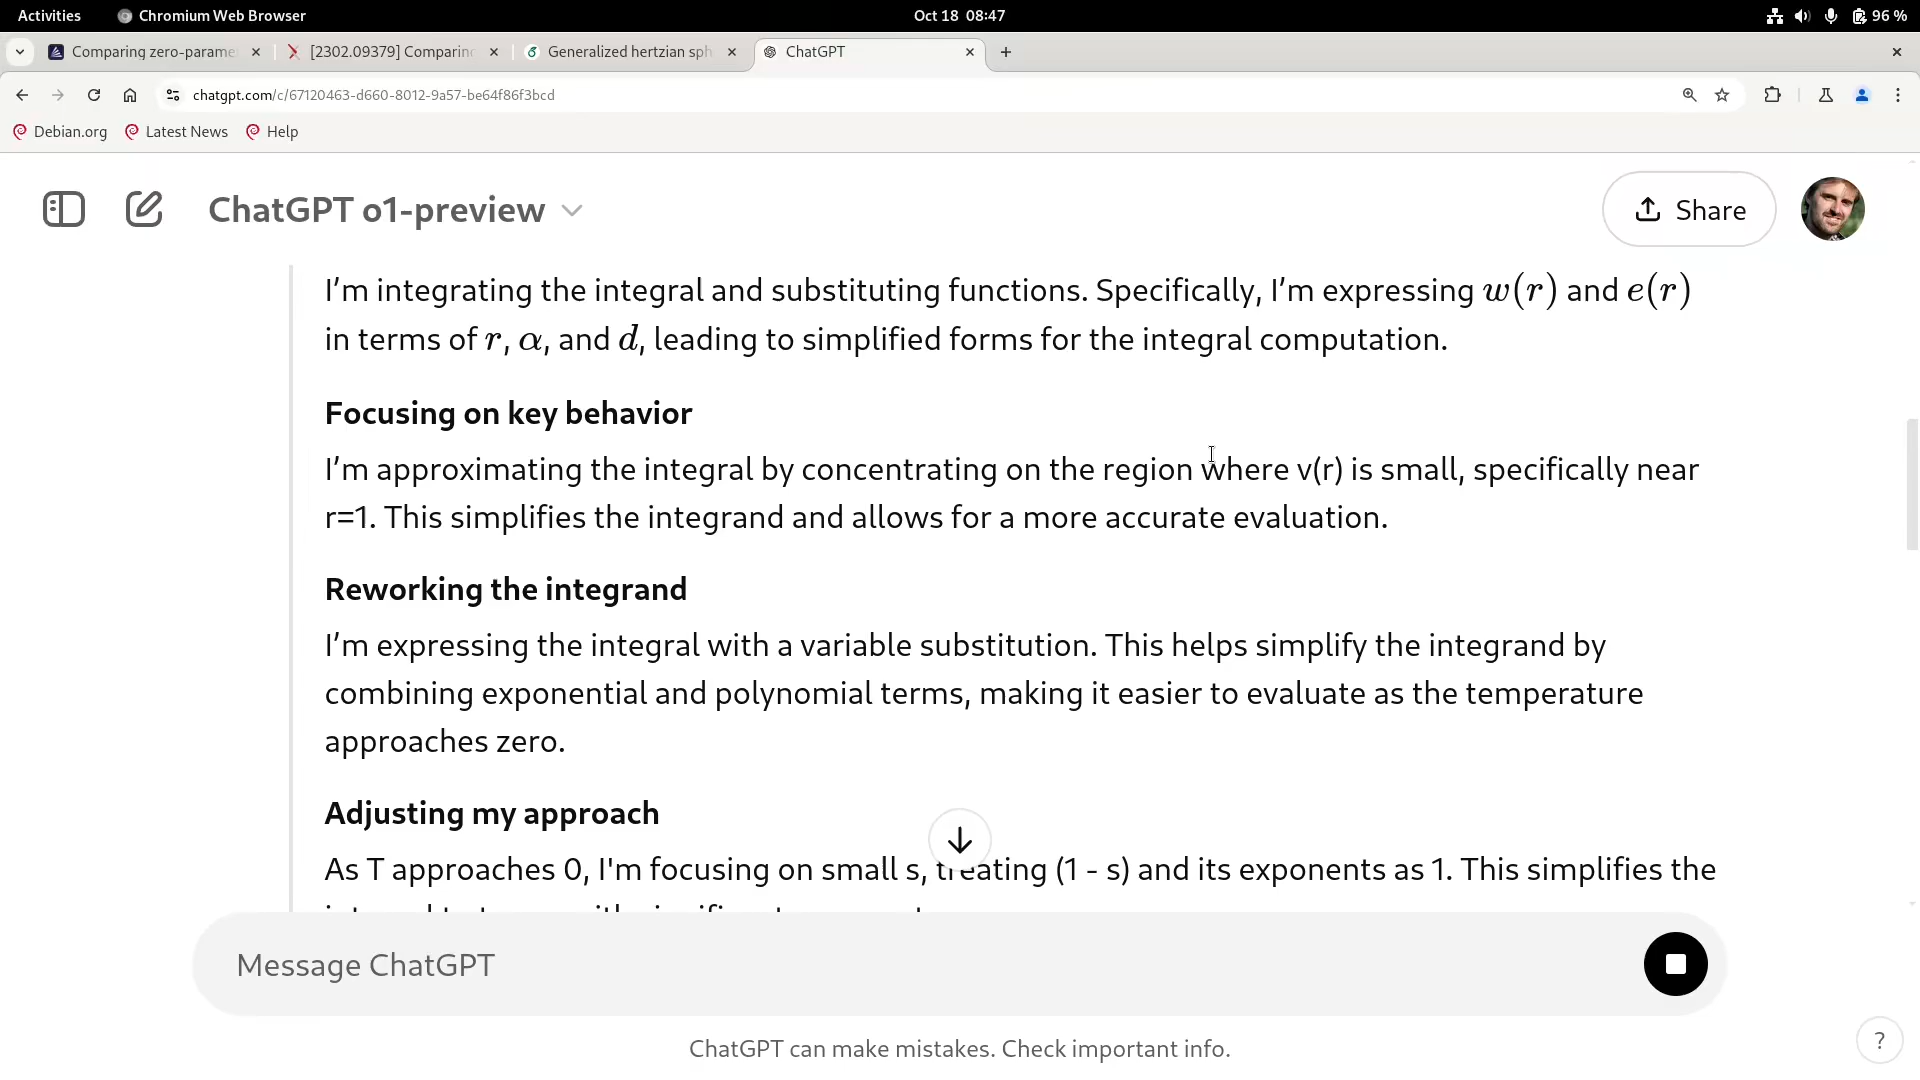 Activities Chromium Web Browser Oct 18 08:47 96 %
Comparing zero-parame [2302.09379] Comparing Generalized hertzian sph ChatGPT
chatgpt.com/c/67120463-d660-8012-9a57-be64f86f3bcd
Debian.org Latest News Help
ChatGPT o1-preview Share
I'm integrating the integral and substituting functions. Specifically, I'm expressing w(r) and e(r)
in terms of r, α, and d, leading to simplified forms for the integral computation.
Focusing on key behavior
I'm approximating the integral by concentrating on the region where v(r) is small, specifically near
r=1. This simplifies the integrand and allows for a more accurate evaluation.
Reworking the integrand
I'm expressing the integral with a variable substitution. This helps simplify the integrand by
combining exponential and polynomial terms, making it easier to evaluate as the temperature
approaches zero.
Adjusting my approach
As T approaches 0, I'm focusing on small s, treating (1 - s) and its exponents as 1. This simplifies the
Message ChatGPT
ChatGPT can make mistakes. Check important info.
?